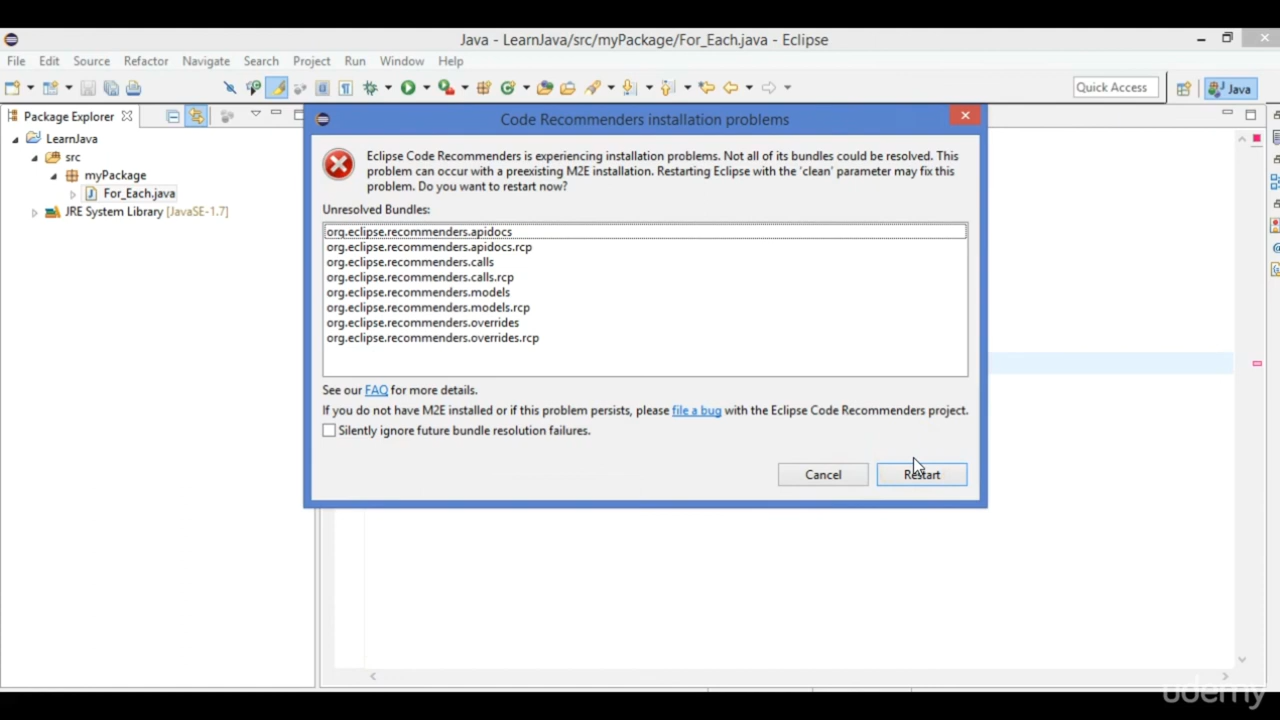 Java - LearnJava/src/myPackage/For_Each.java - Eclipse
File Edit Source Refactor Navigate Search Project Run Window Help
Quick Access
Java
Package Explorer
LearnJava
src
myPackage
For_Each.java
JRE System Library [JavaSE-1.7]
Code Recommenders installation problems
Eclipse Code Recommenders is experiencing installation problems. Not all of its bundles could be resolved. This
problem can occur with a preexisting M2E installation. Restarting Eclipse with the 'clean' parameter may fix this
problem. Do you want to restart now?
Unresolved Bundles:
org.eclipse.recommenders.apidocs
org.eclipse.recommenders.apidocs.rcp
org.eclipse.recommenders.calls
org.eclipse.recommenders.calls.rcp
org.eclipse.recommenders.models
org.eclipse.recommenders.models.rcp
org.eclipse.recommenders.overrides
org.eclipse.recommenders.overrides.rcp
See our FAQ for more details.
If you do not have M2E installed or if this problem persists, please file a bug with the Eclipse Code Recommenders project.
Silently ignore future bundle resolution failures.
Cancel Restart
udemy